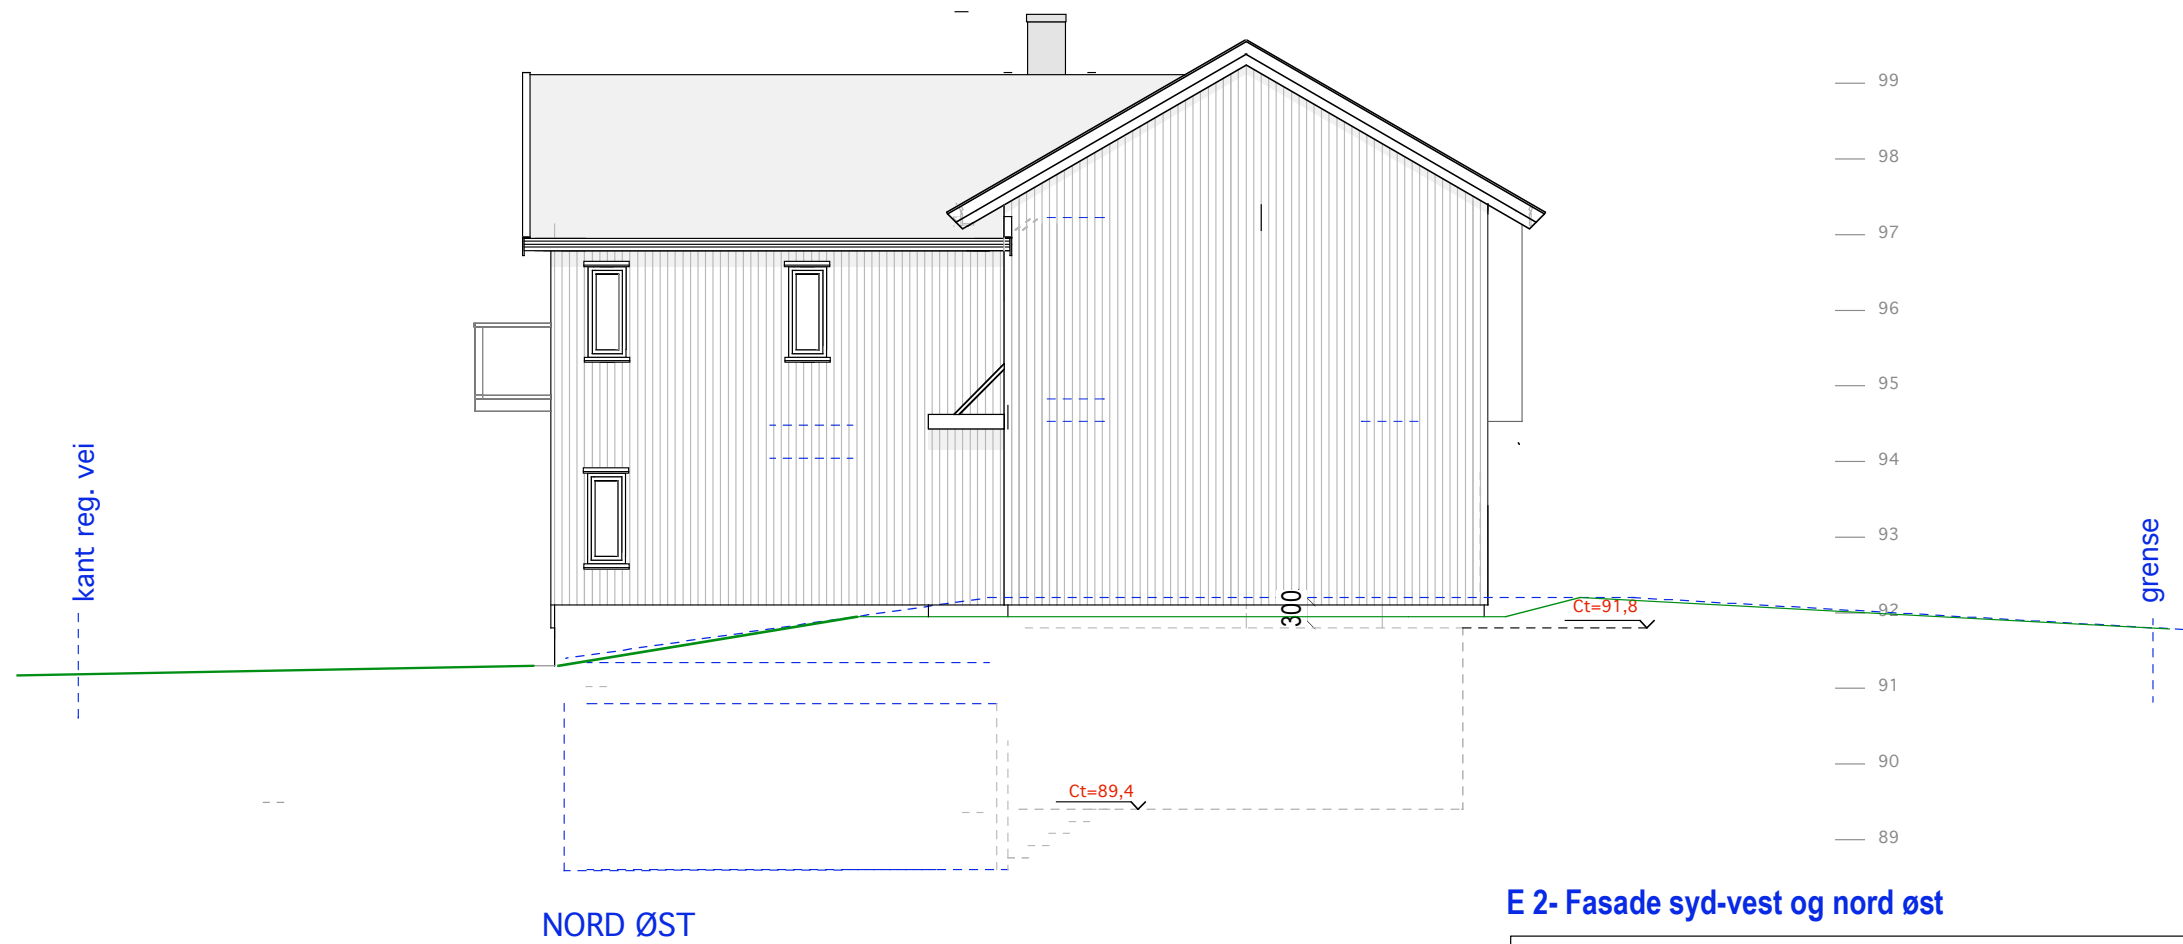 99
98
97
96
95
94
93
92
91
90
89
kant reg. vei
grense
300
Ct=91,8
Ct=89,4
NORD ØST
E 2- Fasade syd-vest og nord øst